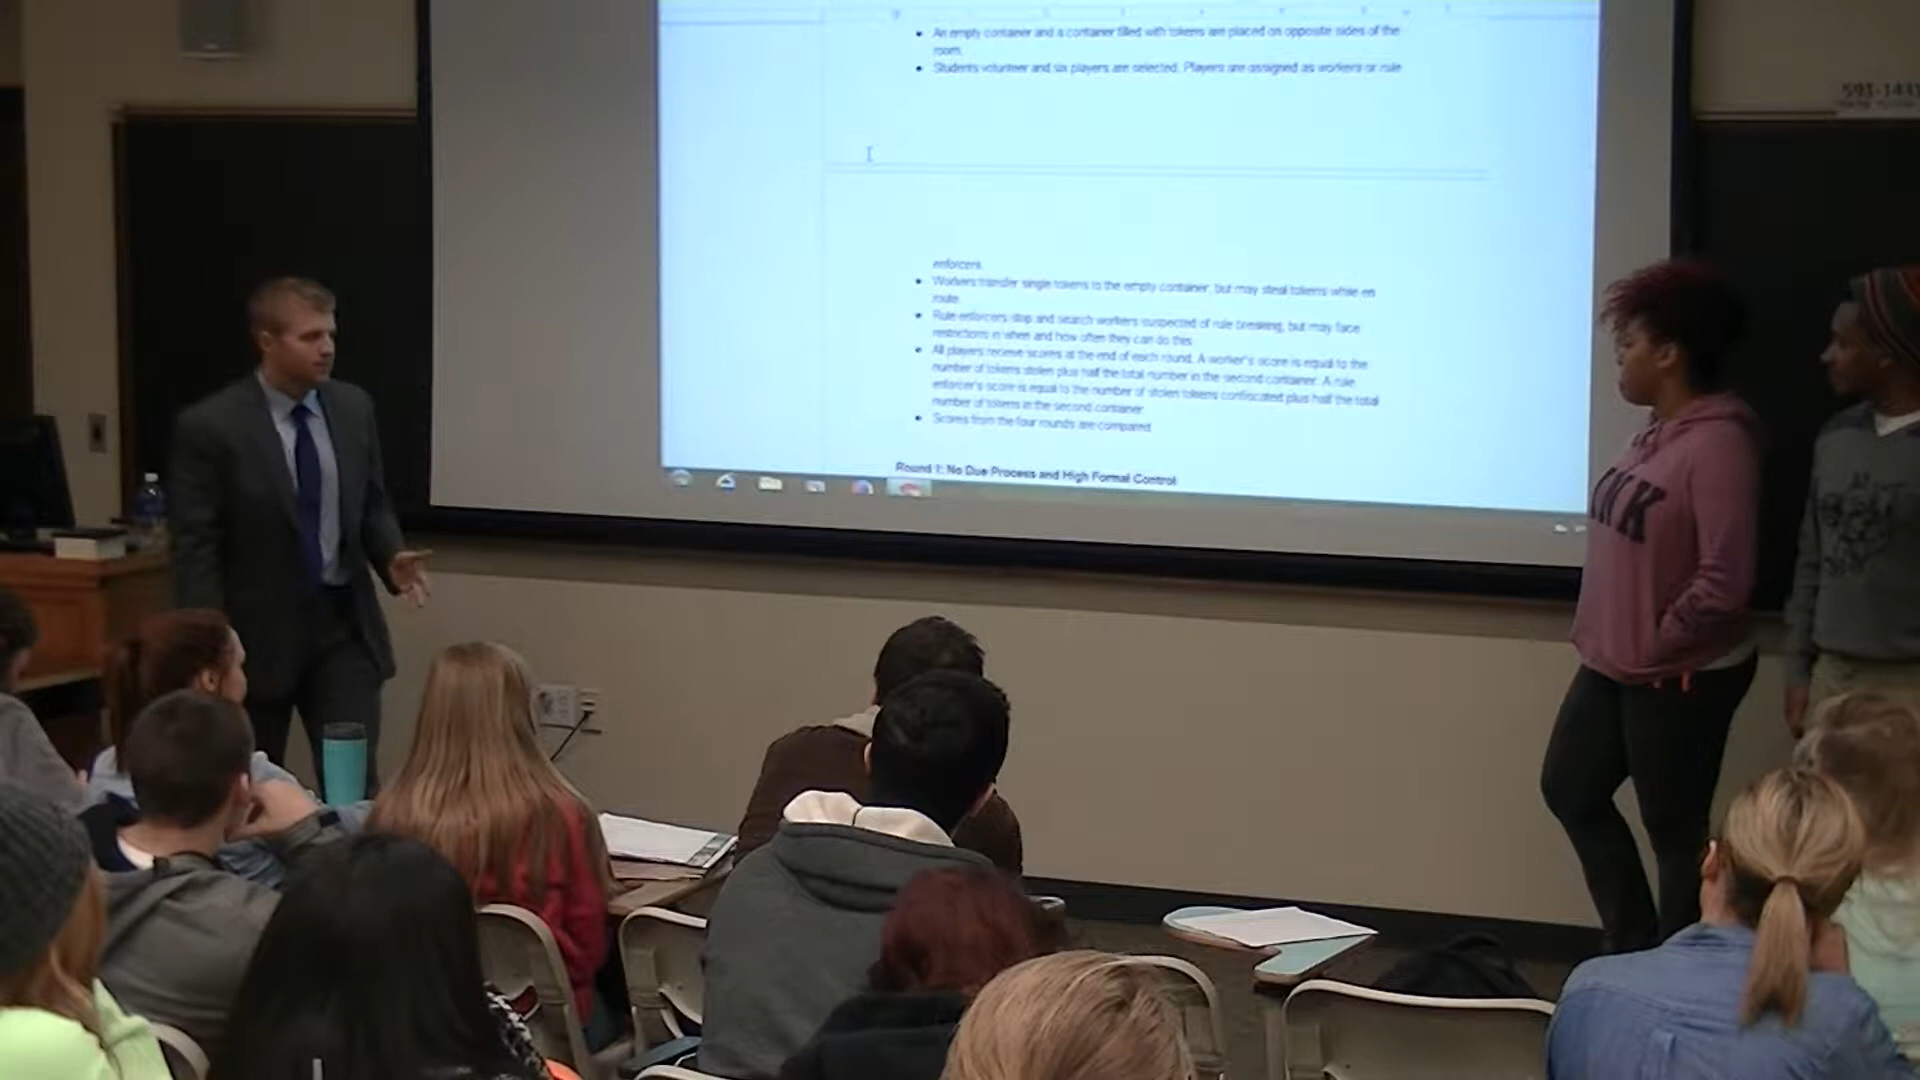 An empty container and a container filled with tokens are placed on opposite sides of the
room.
Students volunteer and six players are selected. Players are assigned as workers or rule
enforcers.
Workers transfer single tokens to the empty container, but may steal tokens while en
route.
Rule enforcers stop and search workers suspected of rule breaking, but may face
restrictions in when and how often they can do this.
All players receive scores at the end of each round. A worker's score is equal to the
number of tokens stolen plus half the total number in the second container. A rule
enforcer's score is equal to the number of stolen tokens confiscated plus half the total
number of tokens in the second container.
Scores from the four rounds are compared.
Round 1: No Due Process and High Formal Control
INK